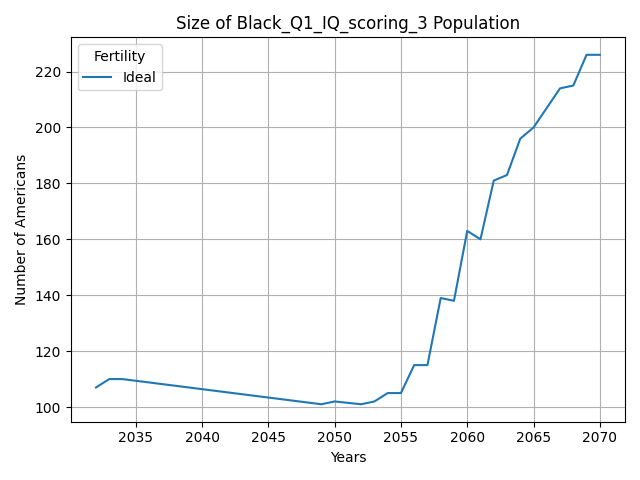 Size of Black_Q1_IQ_scoring_3 Population
Fertility
Ideal
Number of Americans
220
200
180
160
140
120
100
2035 2040 2045 2050 2055 2060 2065 2070
Years